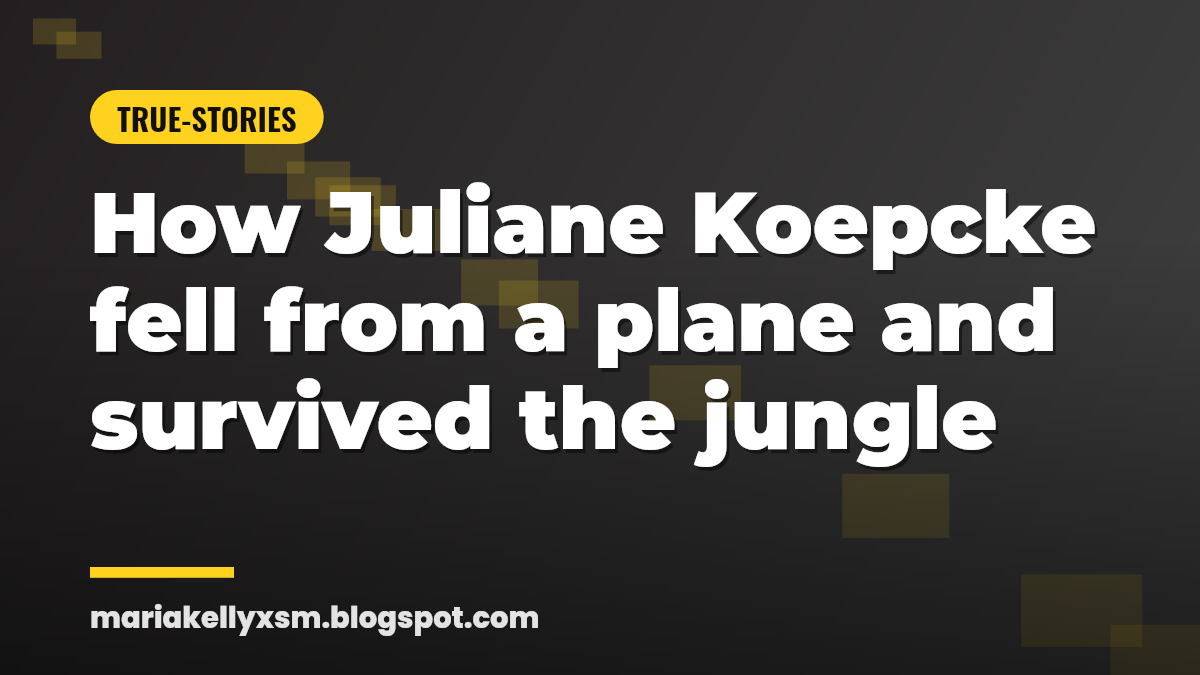 TRUE-STORIES
How Juliane Koepcke
fell from a plane and
survived the jungle
mariakellyxsm.blogspot.com